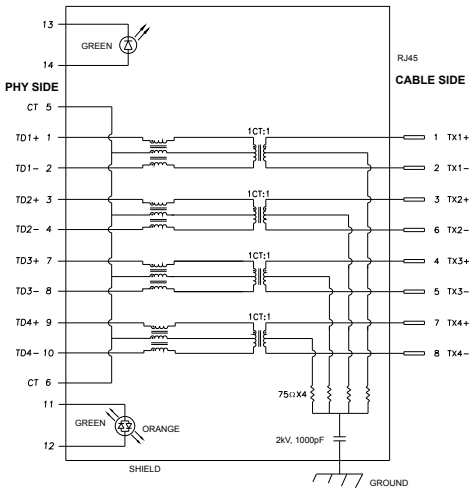 13
GREEN
14
RJ45
PHY SIDE
CABLE SIDE
CT 5
TD1+ 1
1CT:1
1 TX1+
TD1- 2
2 TX1-
TD2+ 3
1CT:1
3 TX2+
TD2- 4
6 TX2-
TD3+ 7
1CT:1
4 TX3+
TD3- 8
5 TX3-
TD4+ 9
1CT:1
7 TX4+
TD4- 10
8 TX4-
CT 6
75ΩX4
11
GREEN
ORANGE
12
2kV, 1000pF
SHIELD
GROUND